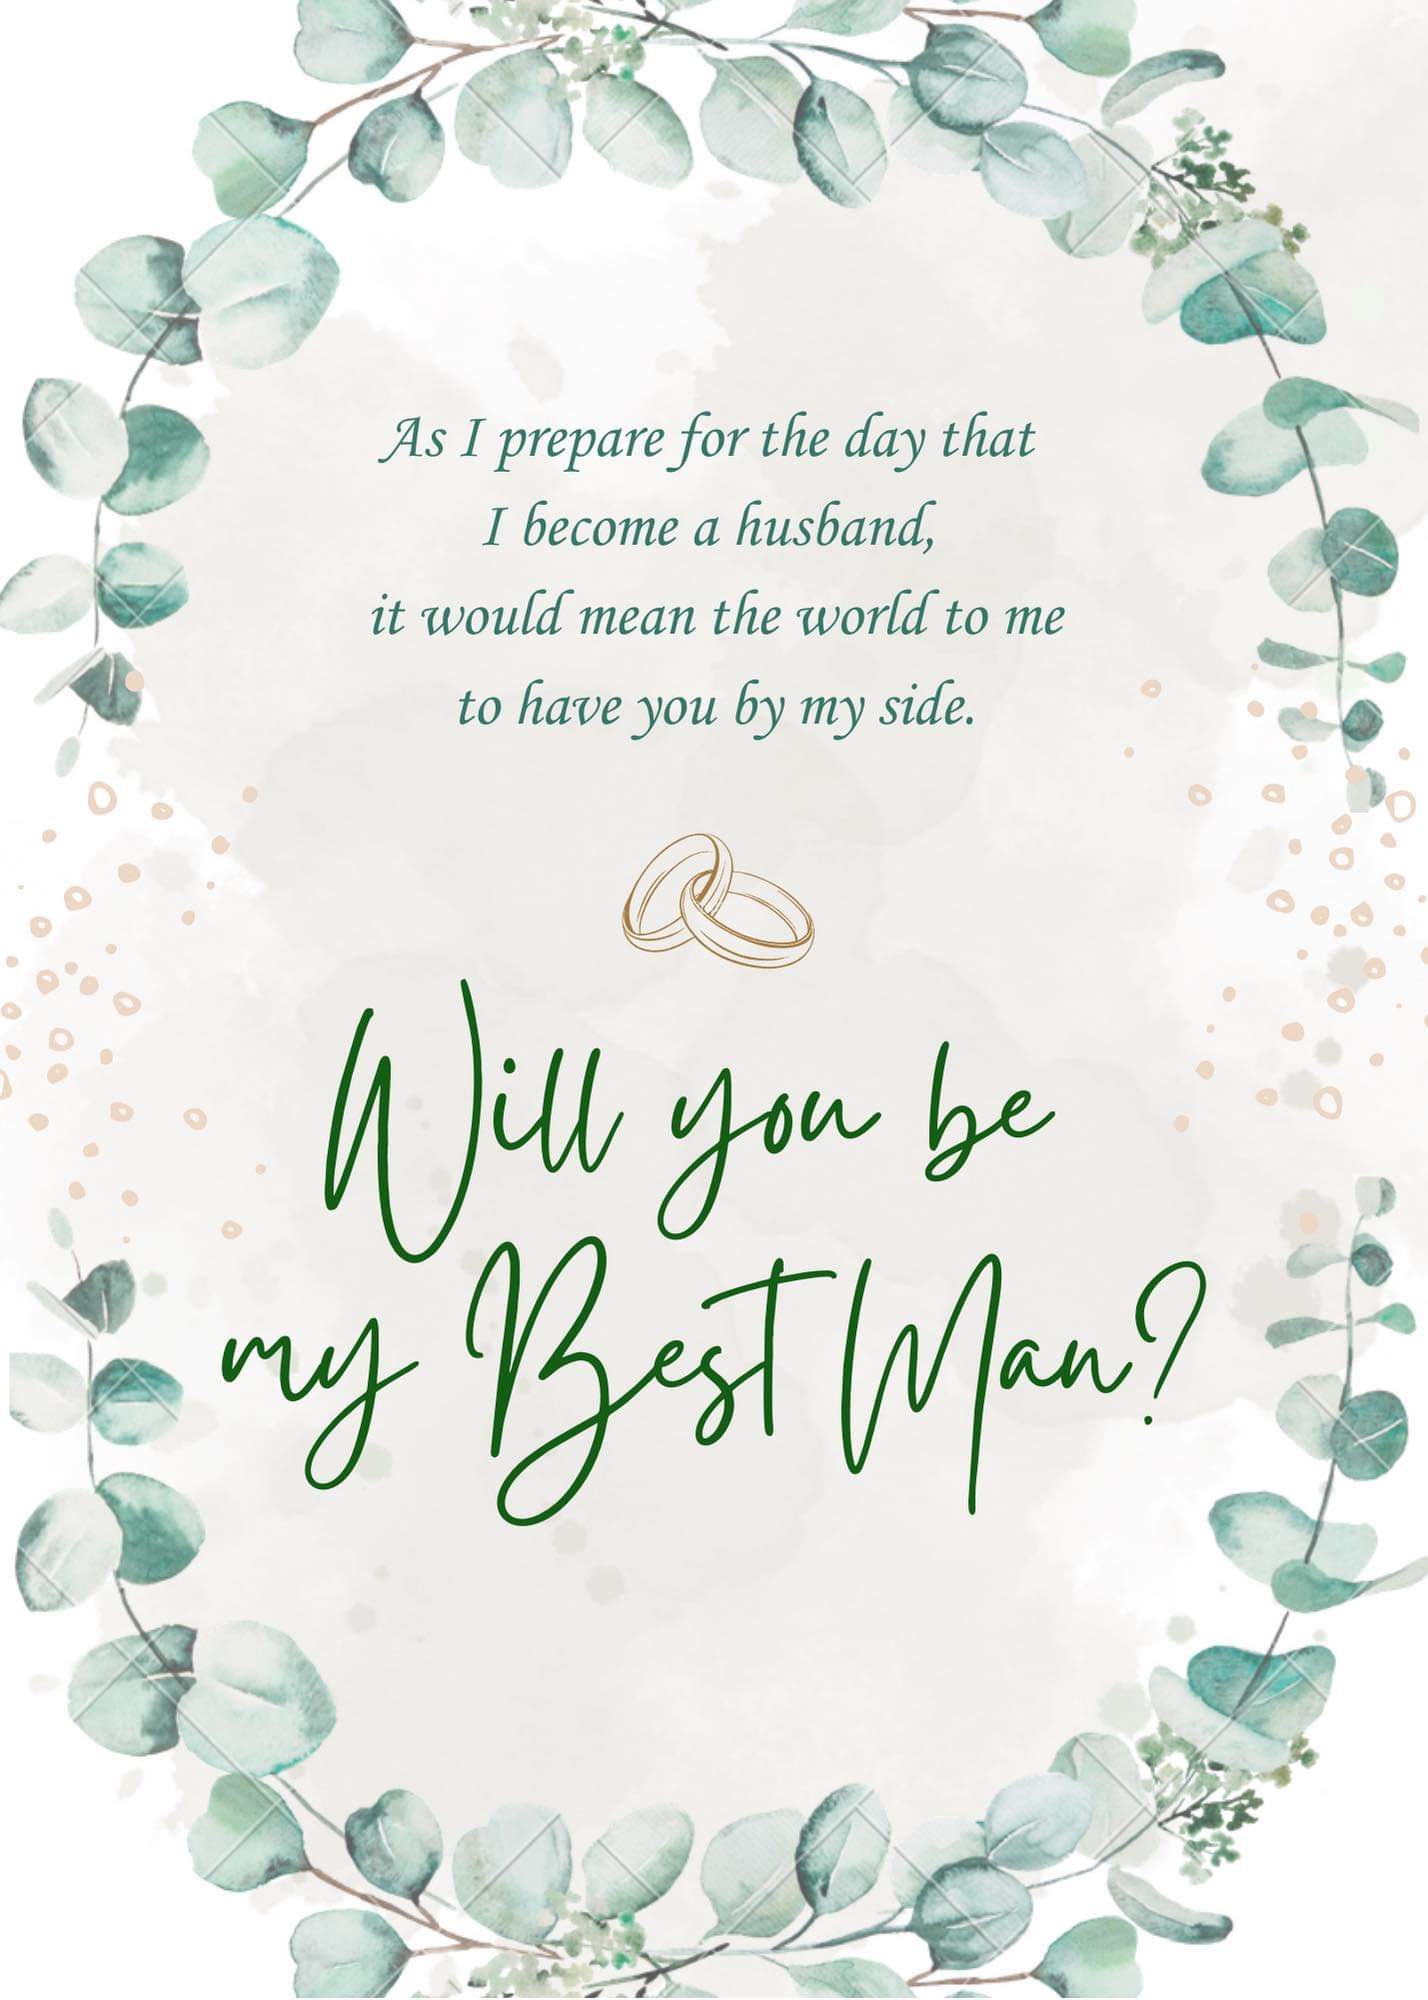 As I prepare for the day that
I become a husband,
it would mean the world to me
to have you by my side.
Will you be
my Best Man?